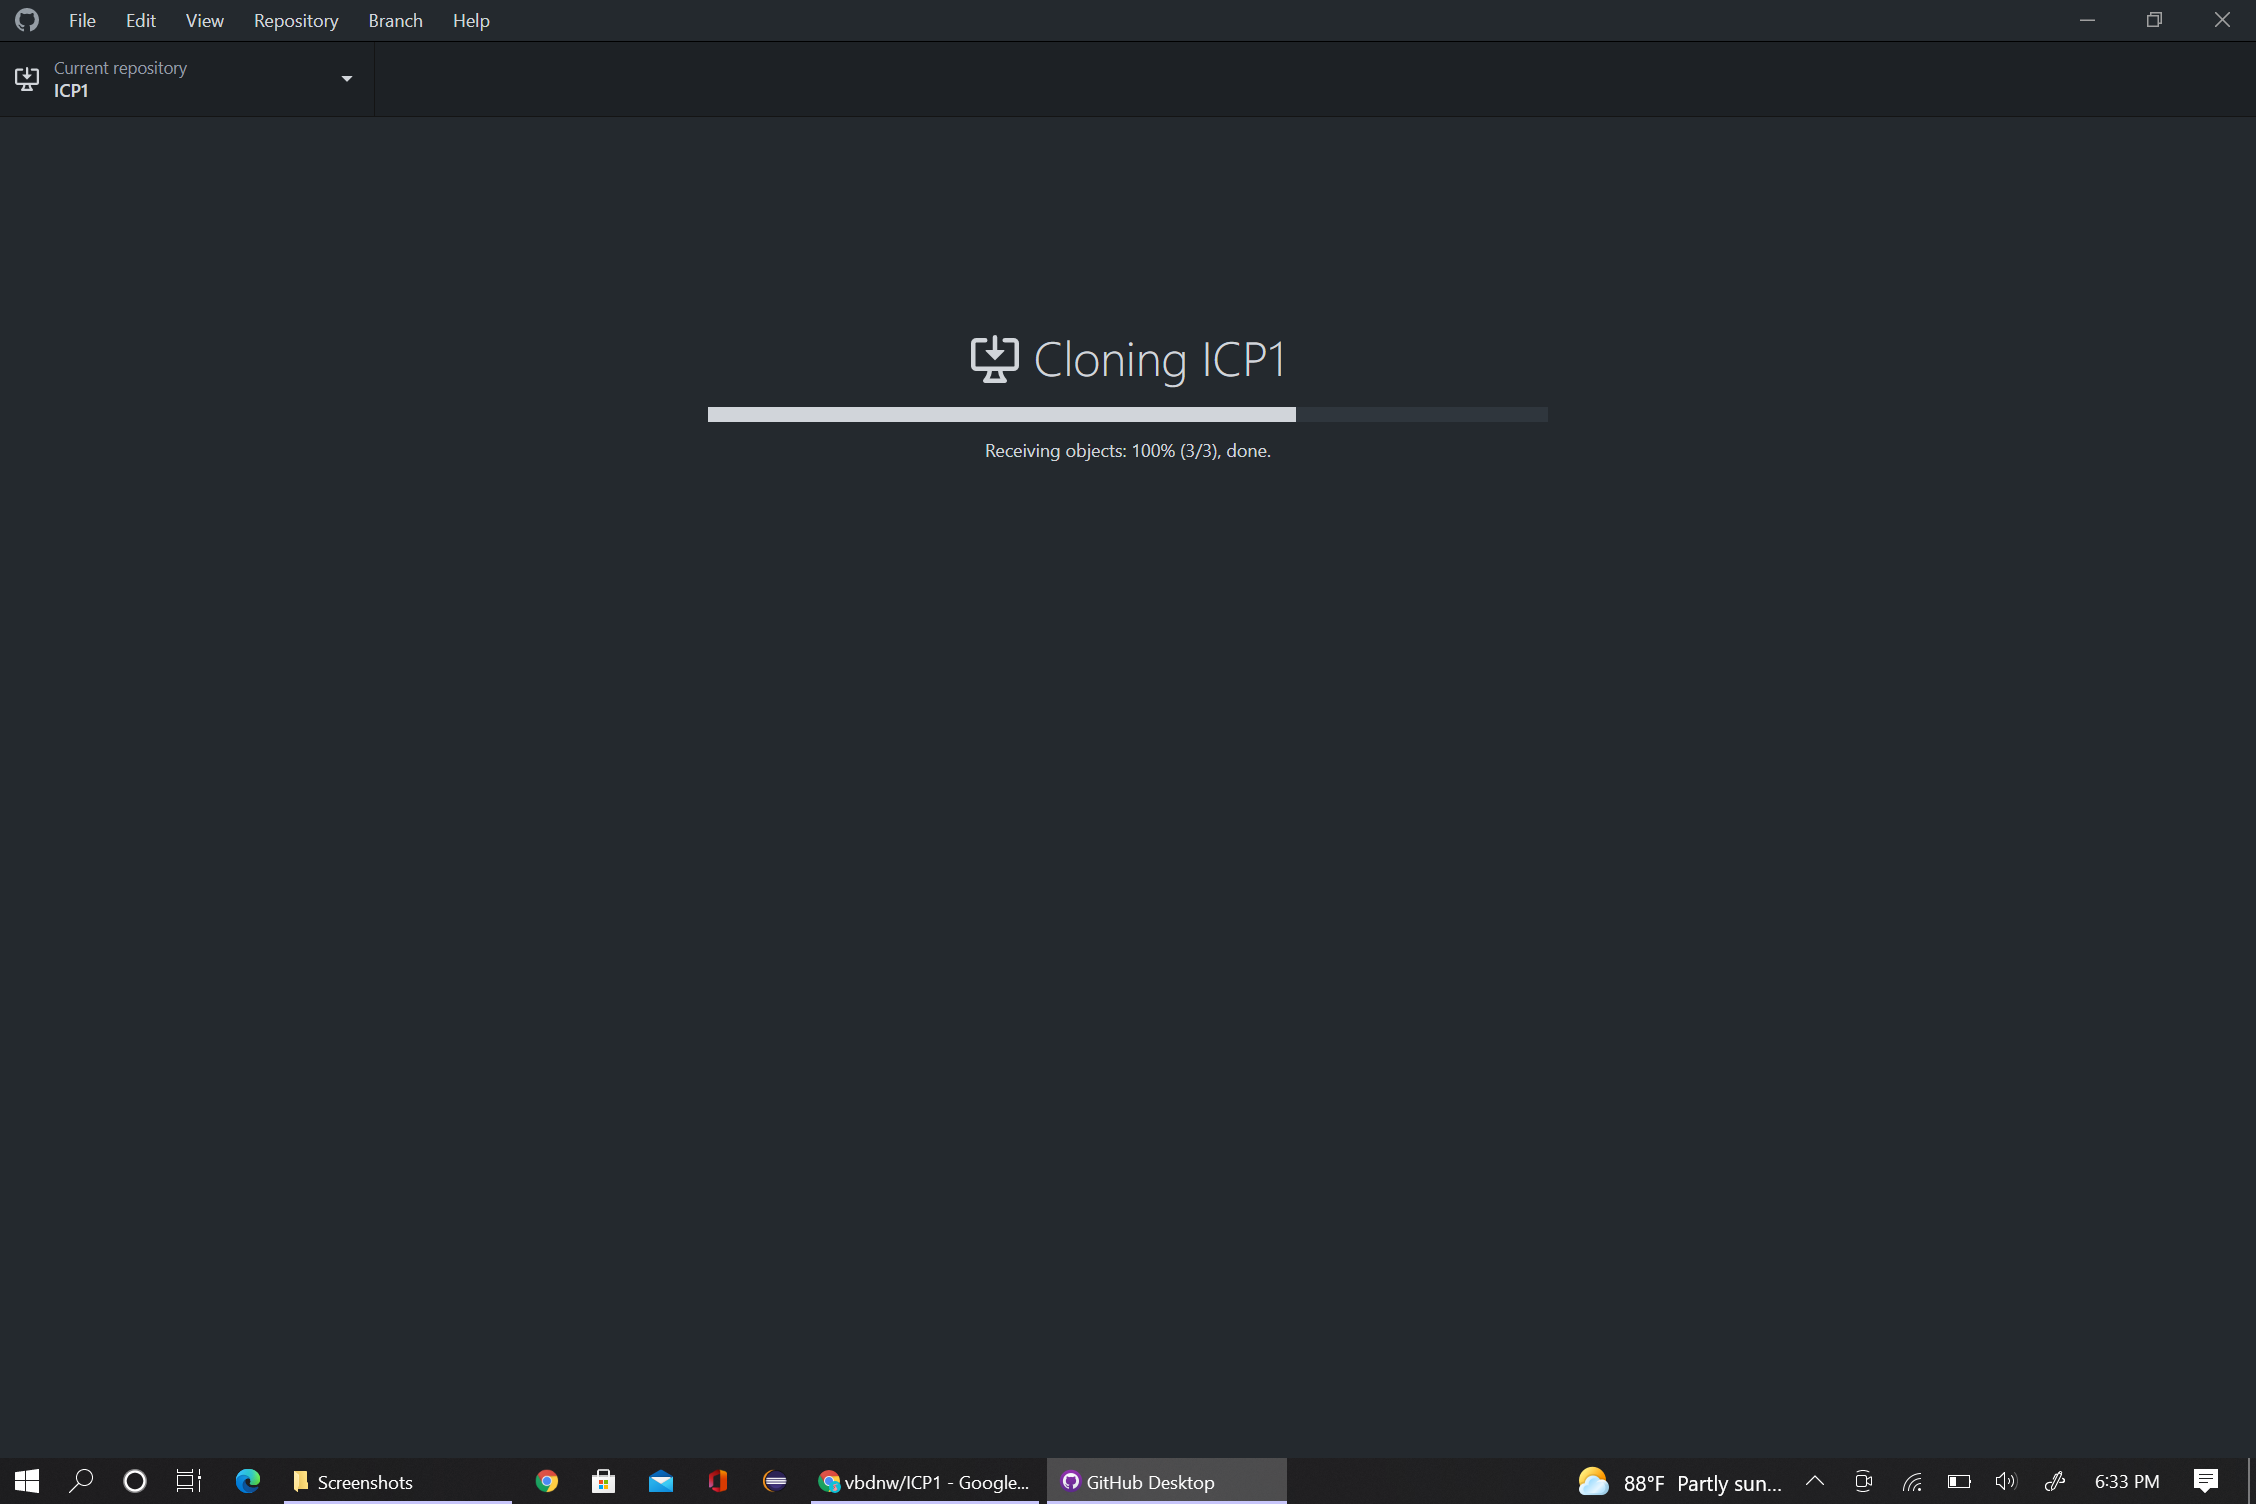 File Edit View Repository Branch Help
Current repository
ICP1
Cloning ICP1
Receiving objects: 100% (3/3), done.
Screenshots vbdnw/ICP1 - Google... GitHub Desktop 88°F Partly sun... 6:33 PM